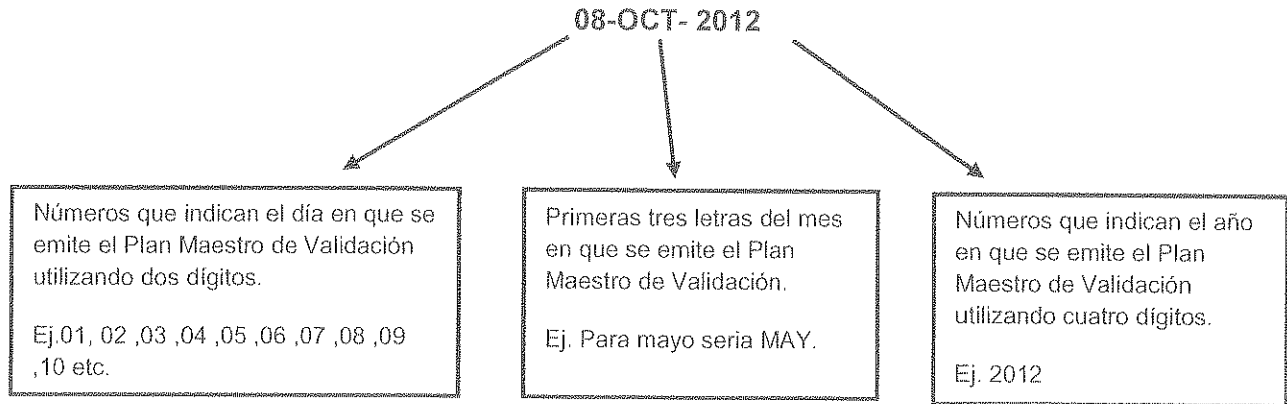 08-OCT- 2012
Números que indican el día en que se
emite el Plan Maestro de Validación
utilizando dos dígitos.
Ej.01, 02 ,03 ,04 ,05 ,06 ,07 ,08 ,09
,10 etc.
Primeras tres letras del mes
en que se emite el Plan
Maestro de Validación.
Ej. Para mayo seria MAY.
Números que indican el año
en que se emite el Plan
Maestro de Validación
utilizando cuatro dígitos.
Ej. 2012